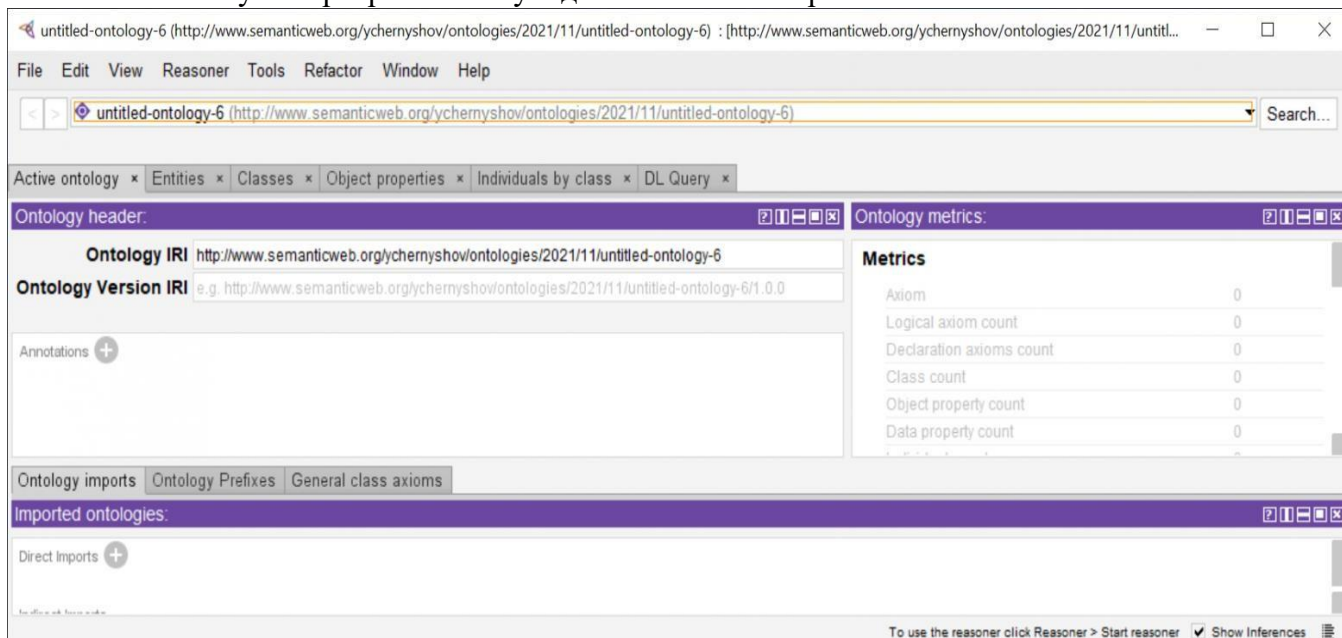 untitled-ontology-6 (http://www.semanticweb.org/ychernyshov/ontologies/2021/11/untitled-ontology-6) : [http://www.semanticweb.org/ychernyshov/ontologies/2021/11/untitl...
File Edit View Reasoner Tools Refactor Window Help
< > untitled-ontology-6 (http://www.semanticweb.org/ychernyshov/ontologies/2021/11/untitled-ontology-6) Search...
Active ontology × Entities × Classes × Object properties × Individuals by class × DL Query ×
Ontology header:
Ontology IRI http://www.semanticweb.org/ychernyshov/ontologies/2021/11/untitled-ontology-6
Ontology Version IRI e.g. http://www.semanticweb.org/ychernyshov/ontologies/2021/11/untitled-ontology-6/1.0.0
Annotations
Ontology metrics:
Metrics
Axiom 0
Logical axiom count 0
Declaration axioms count 0
Class count 0
Object property count 0
Data property count 0
Ontology imports Ontology Prefixes General class axioms
Imported ontologies:
Direct Imports
To use the reasoner click Reasoner > Start reasoner Show Inferences